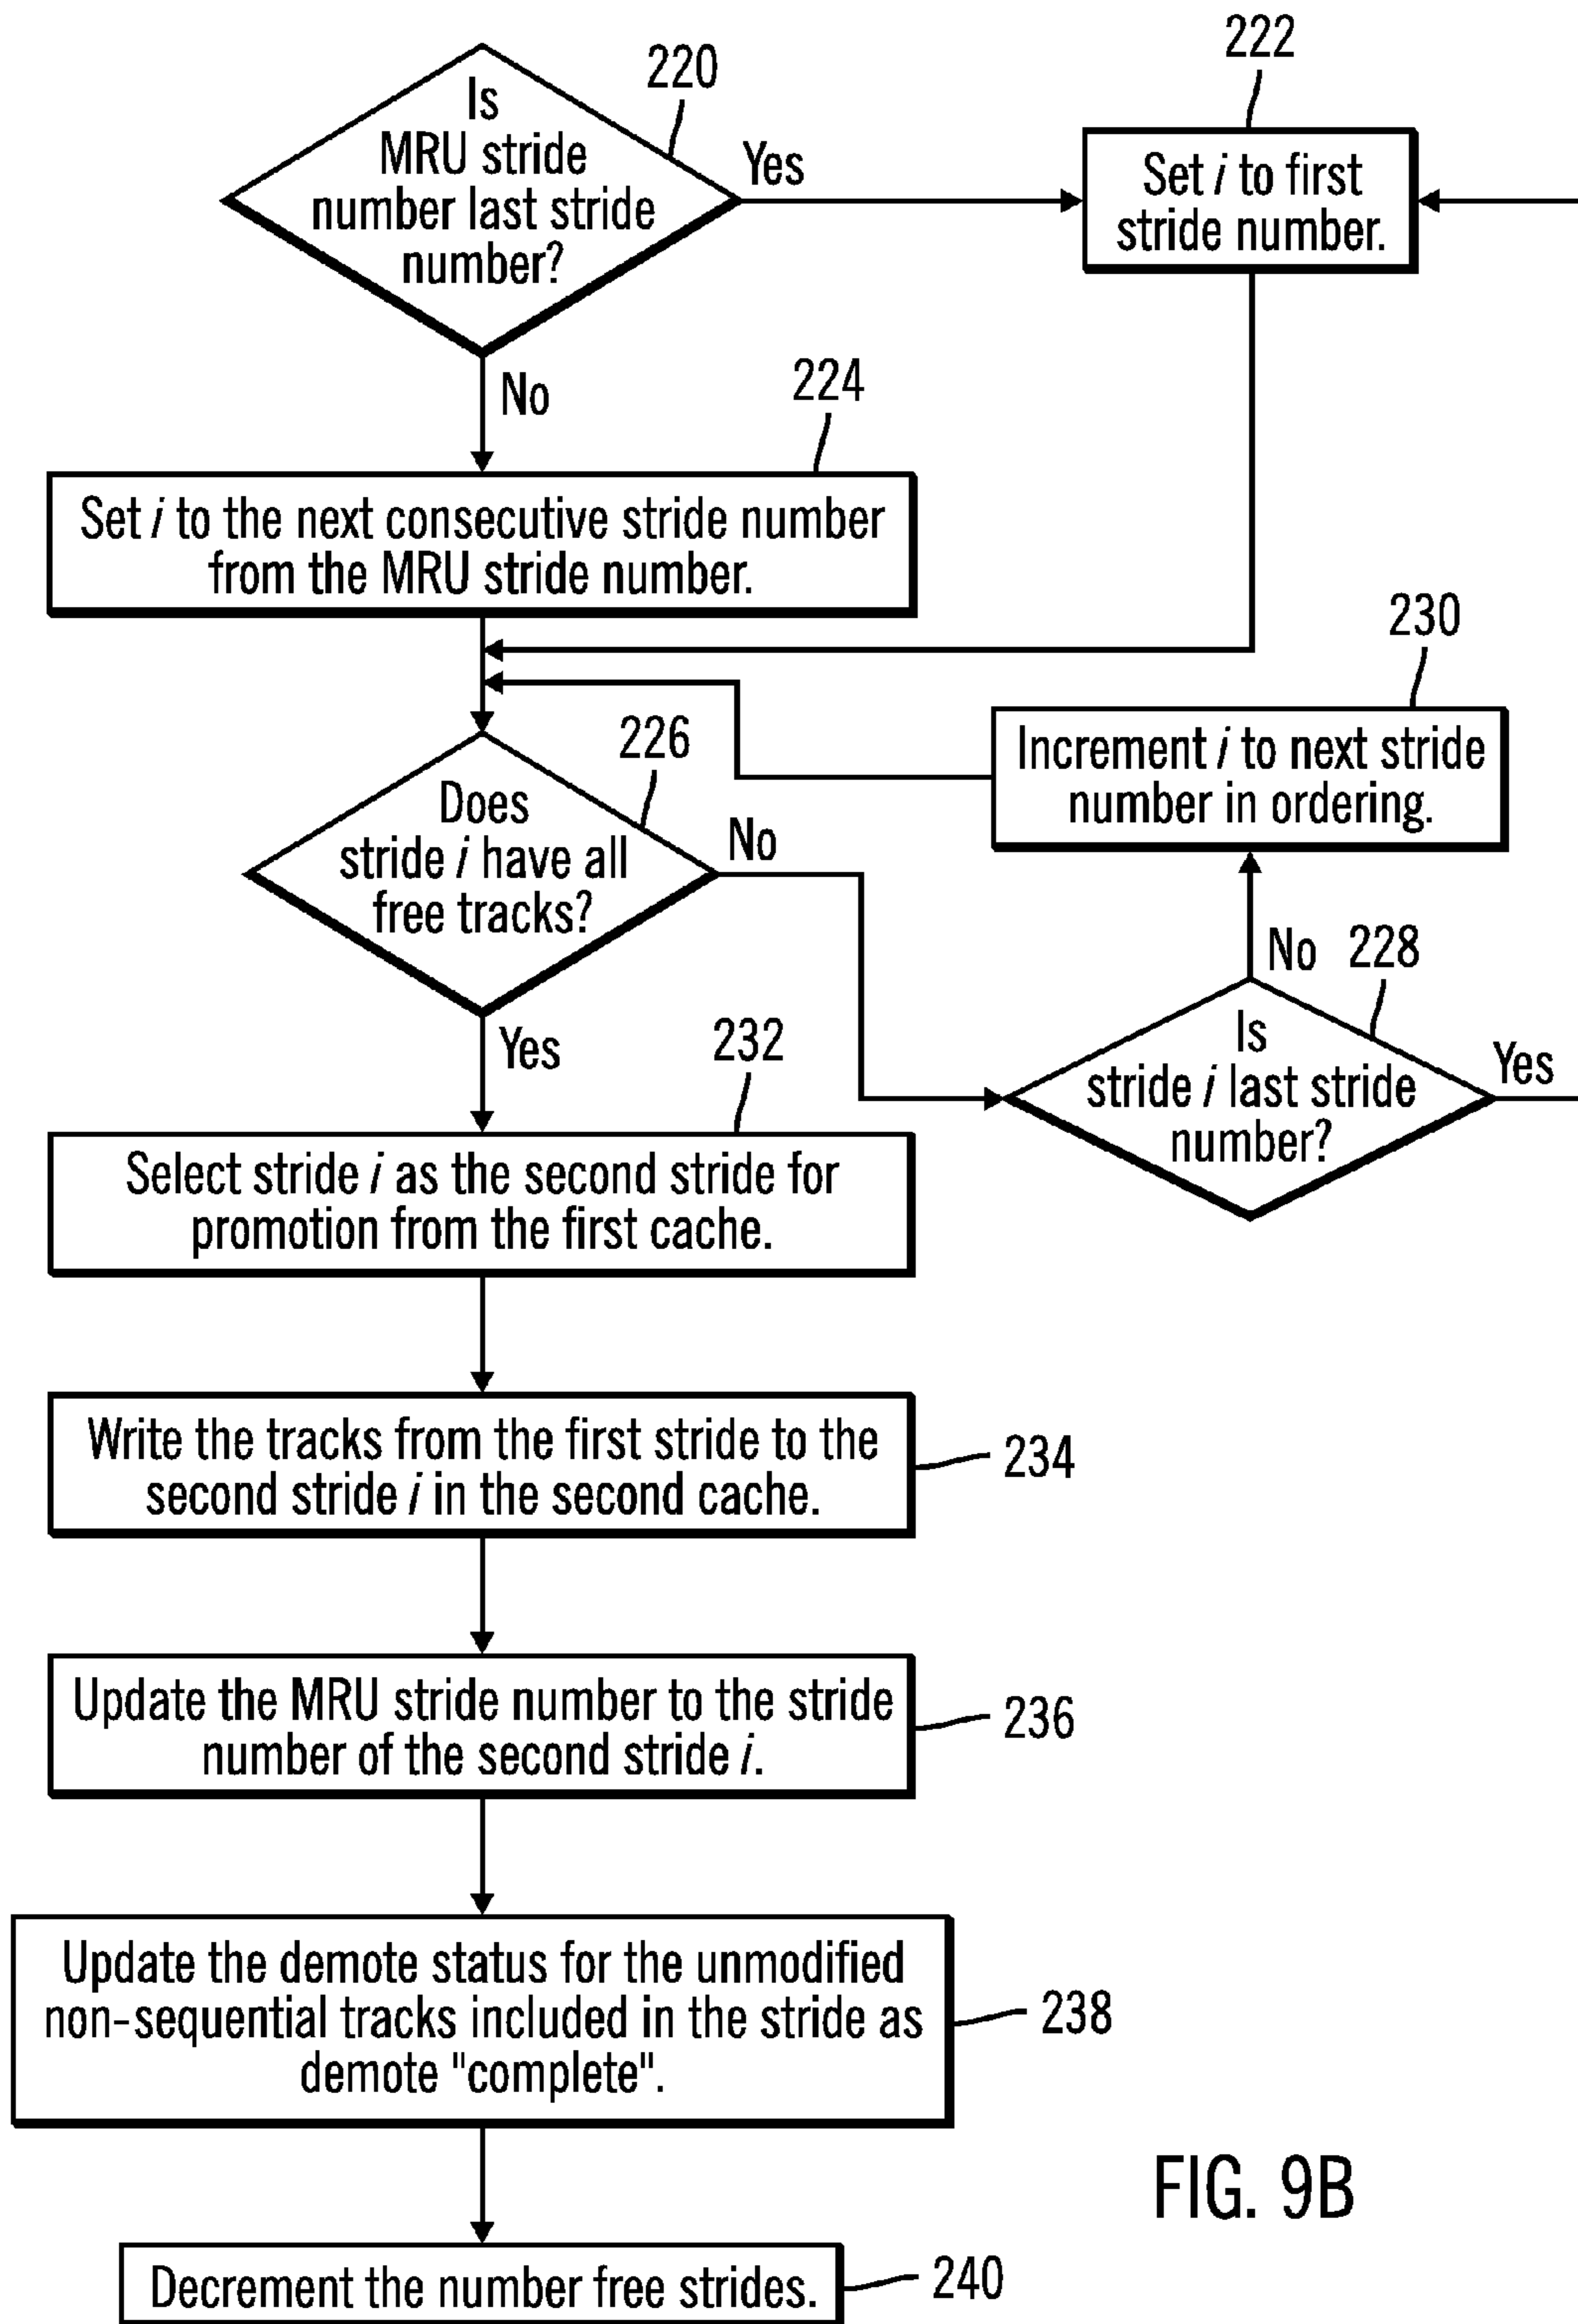 222
220
Is
MRU stride
number last stride
number?
Yes
Set i to first
stride number.
No
224
Set i to the next consecutive stride number
from the MRU stride number.
230
Increment i to next stride
number in ordering.
226
Does
stride i have all
free tracks?
No
No
228
Is
stride i last stride
number?
Yes
Yes
232
Select stride i as the second stride for
promotion from the first cache.
Write the tracks from the first stride to the
second stride i in the second cache.
234
Update the MRU stride number to the stride
number of the second stride i.
236
Update the demote status for the unmodified
non-sequential tracks included in the stride as
demote "complete".
238
FIG. 9B
Decrement the number free strides.
240